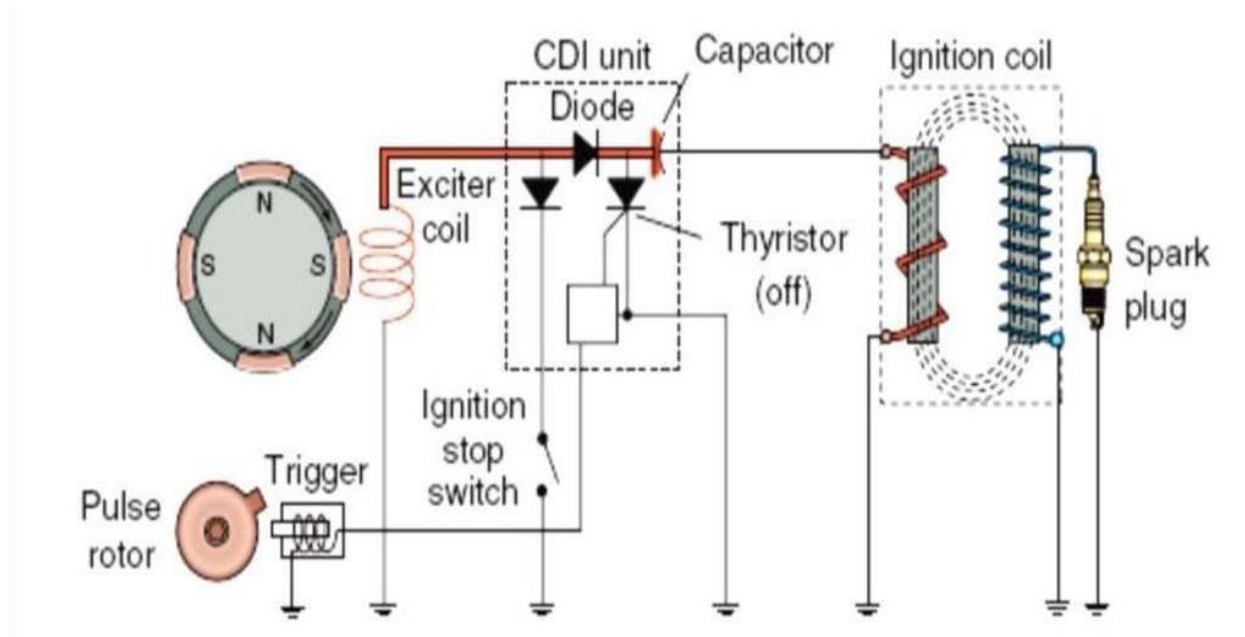 CDI unit
Capacitor
Ignition coil
Diode
Exciter
coil
N
S
S
N
Thyristor
(off)
Spark
plug
Ignition
stop
switch
Trigger
Pulse
rotor